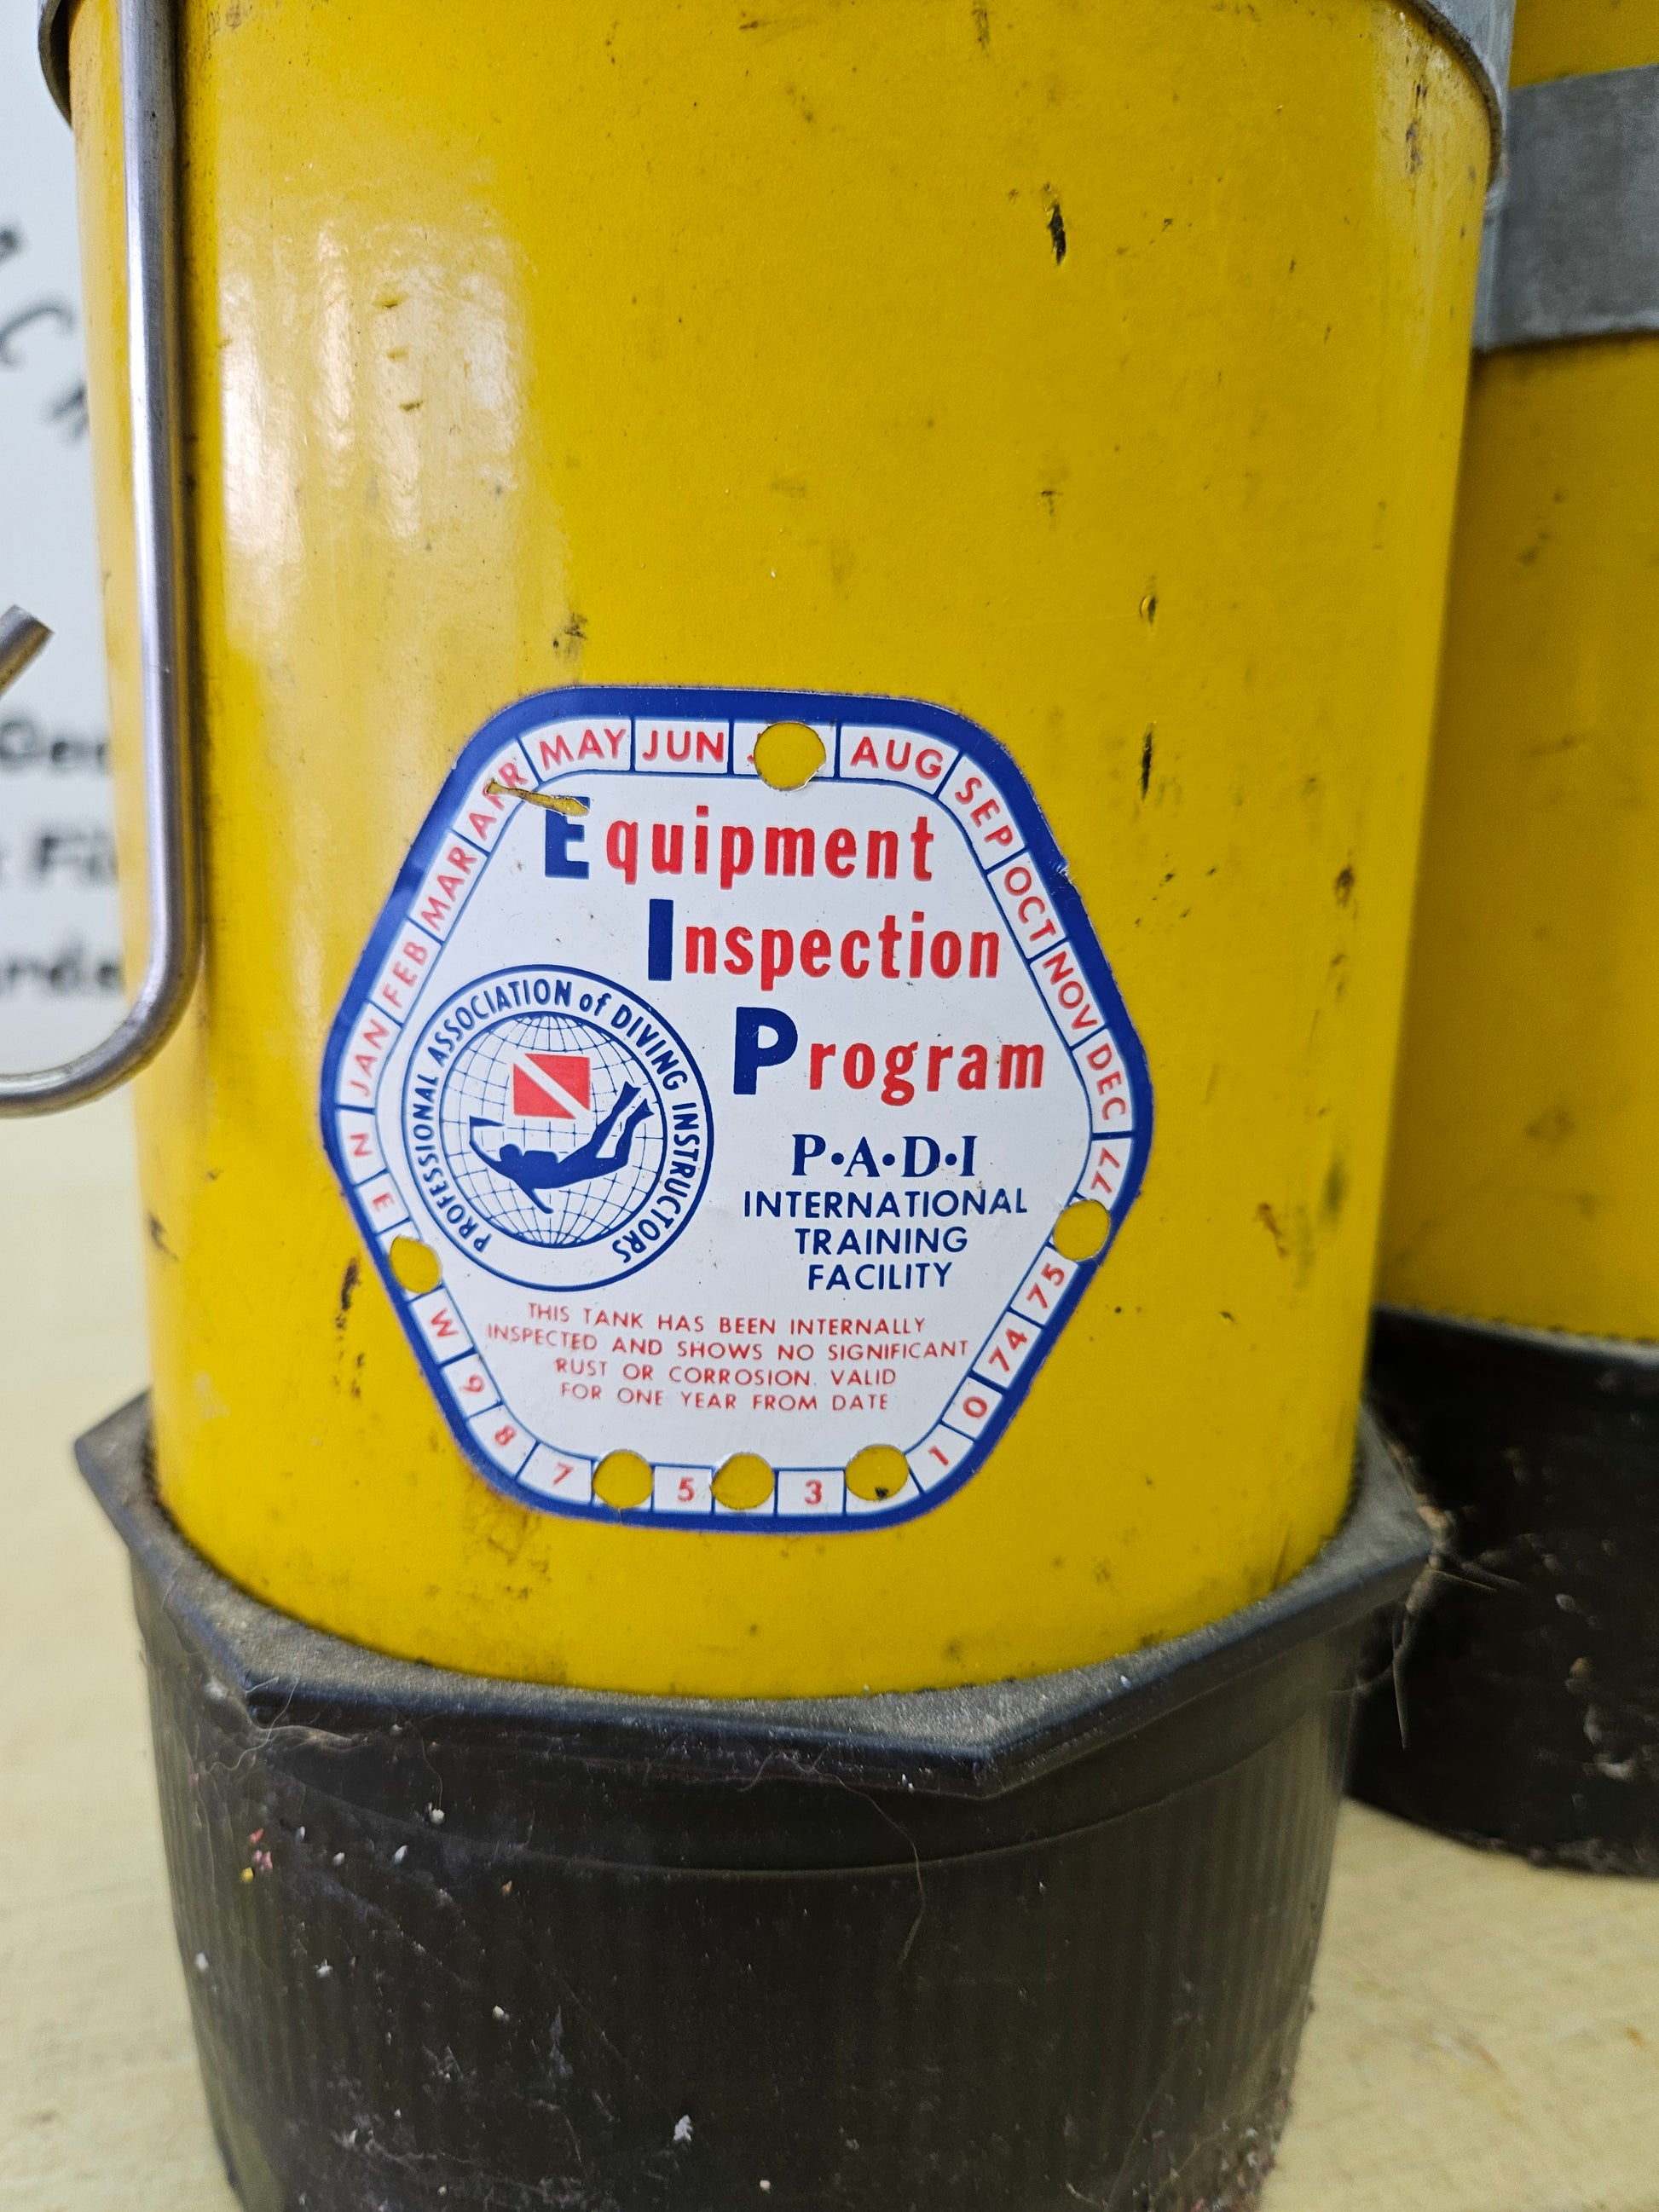 JAN FEB MAR APR MAY JUN AUG SEP OCT NOV DEC
77 75 74 0 1 3 5 7 8 9 W E N
Equipment
Inspection
Program
PROFESSIONAL ASSOCIATION of DIVING INSTRUCTORS
P·A·D·I
INTERNATIONAL
TRAINING
FACILITY
THIS TANK HAS BEEN INTERNALLY
INSPECTED AND SHOWS NO SIGNIFICANT
RUST OR CORROSION. VALID
FOR ONE YEAR FROM DATE